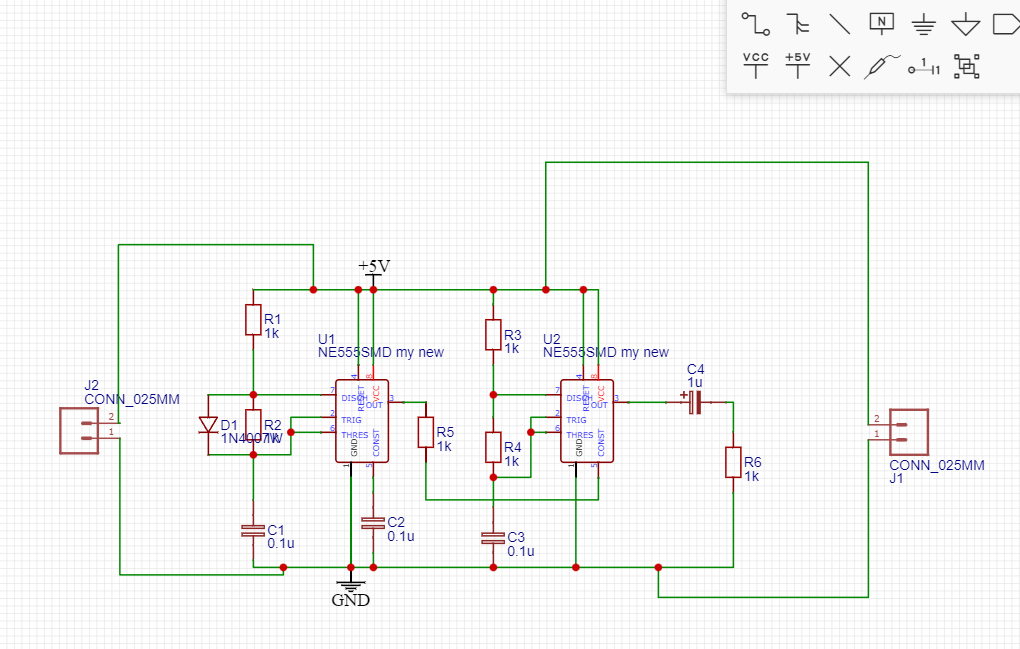 N
VCC
+5V
1
1
+5V
R1
1k
U1
NE555SMD my new
R3
1k
U2
NE555SMD my new
C4
1u
J2
CONN_025MM
2
1
D1
1N4007W
R2
1k
7
2
6
4
8
3
1
5
DISCH
TRIG
THRES
RESET
VCC
OUT
GND
CONST
R5
1k
R4
1k
7
2
6
4
8
3
1
5
DISCH
TRIG
THRES
RESET
VCC
OUT
GND
CONST
R6
1k
2
1
CONN_025MM
J1
C1
0.1u
C2
0.1u
C3
0.1u
GND